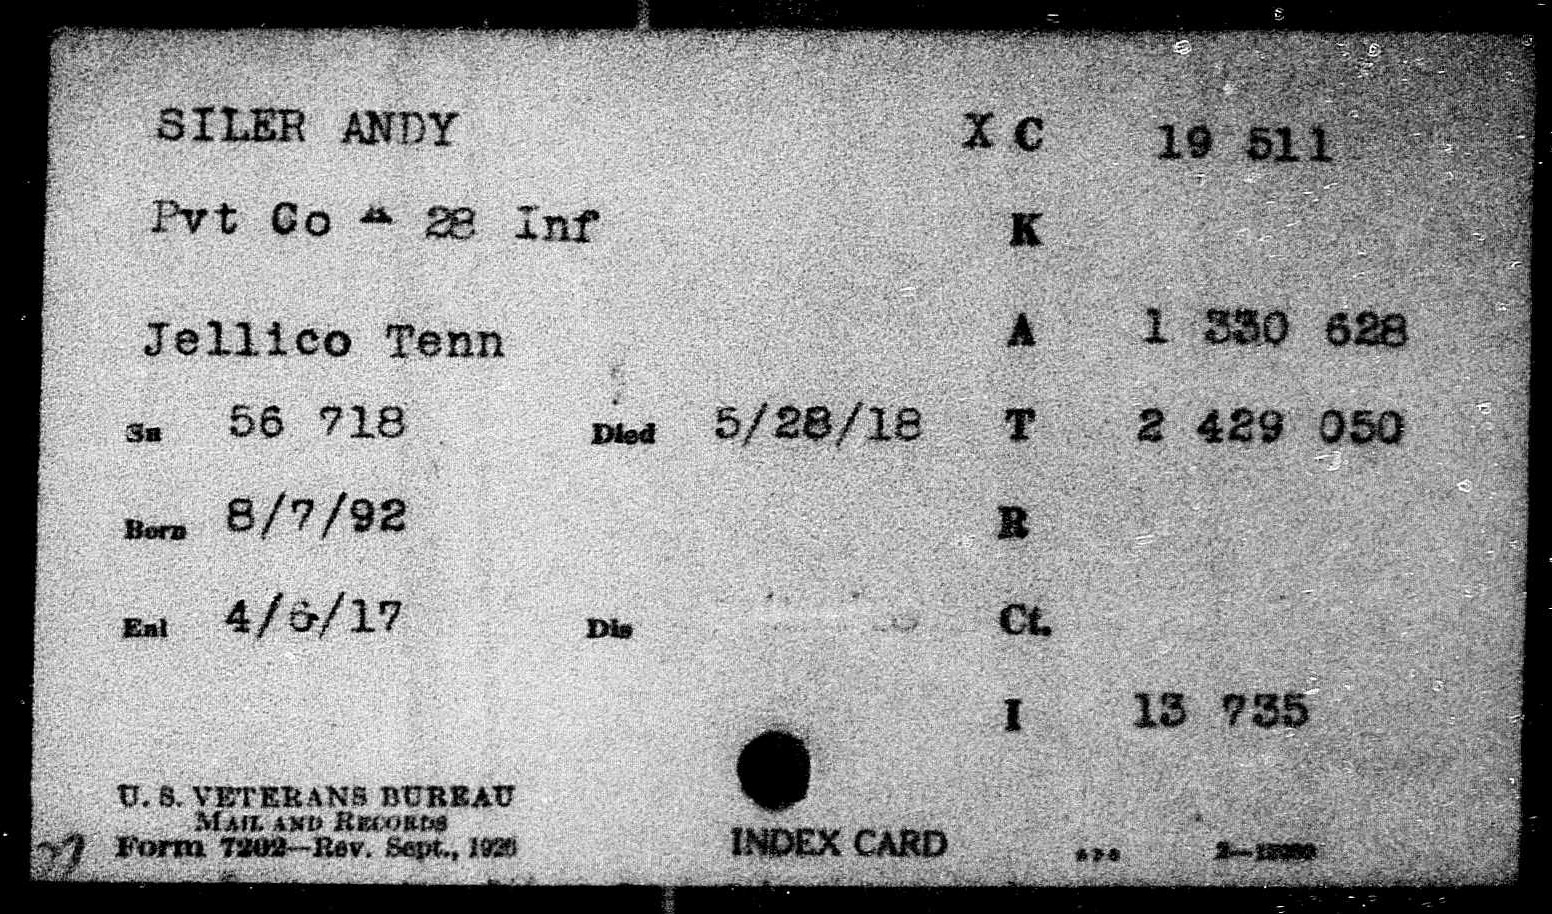 SILER ANDY X C 19 511
Pvt Co 28 Inf K
Jellico Tenn A 1 330 628
Sn 56 718 Died 5/28/18 T 2 429 050
Born 8/7/92 R
Enl 4/6/17 Dis Ct.
I 13 735
U. S. VETERANS BUREAU
MAIL AND RECORDS
Form 7202—Rev. Sept., 1926 INDEX CARD